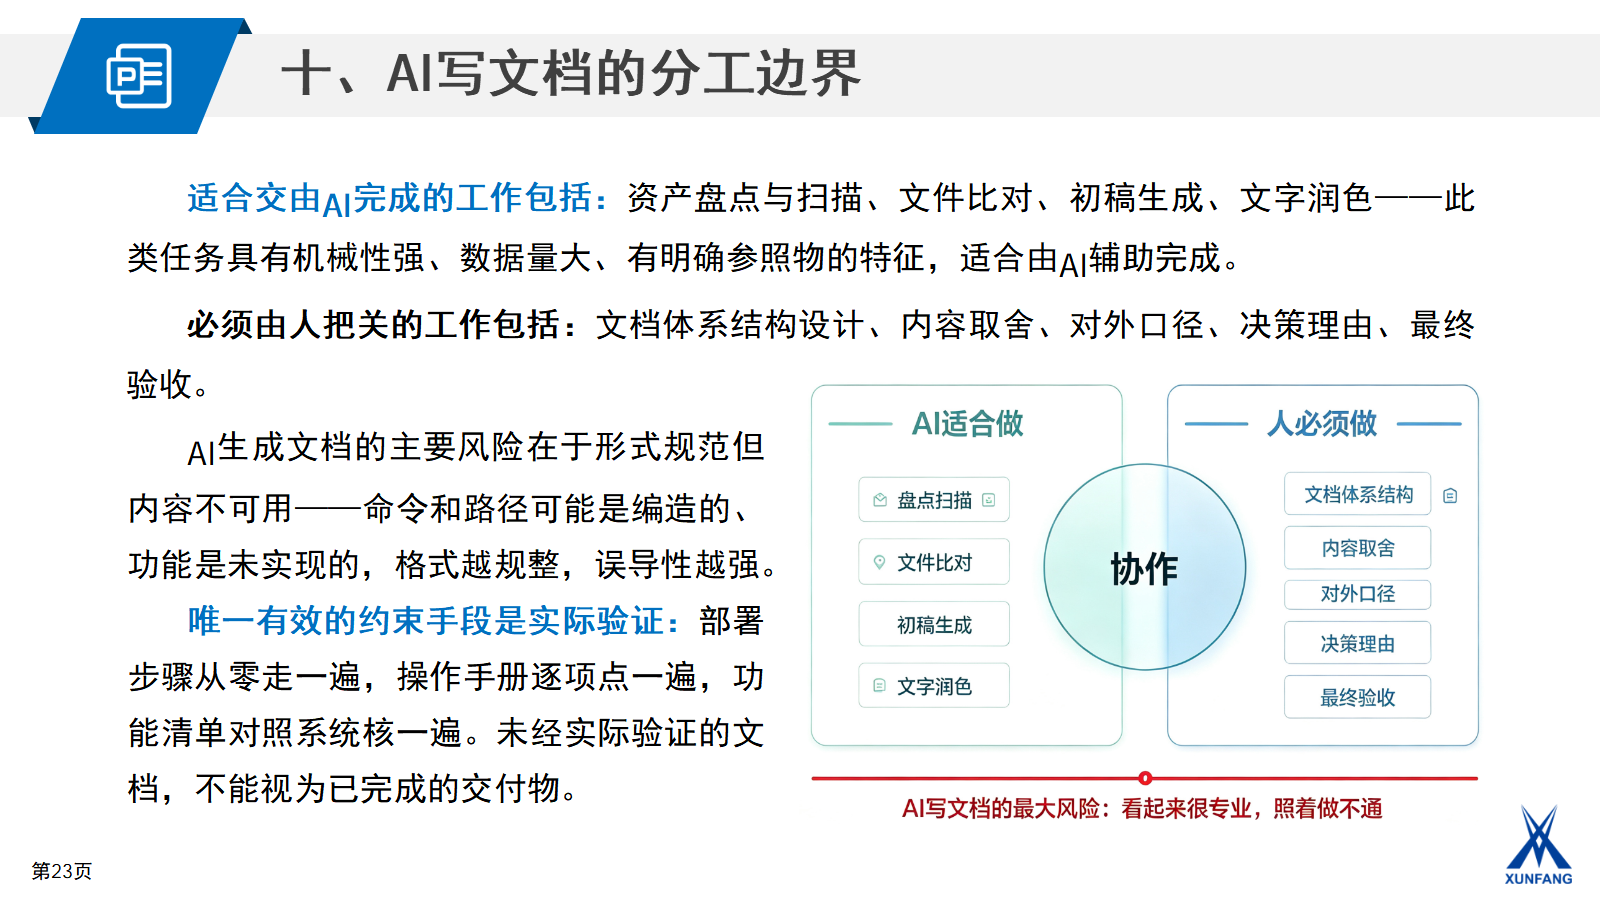 十、AI写文档的分工边界
适合交由AI完成的工作包括：资产盘点与扫描、文件比对、初稿生成、文字润色——此
类任务具有机械性强、数据量大、有明确参照物的特征，适合由AI辅助完成。
必须由人把关的工作包括：文档体系结构设计、内容取舍、对外口径、决策理由、最终
验收。
AI生成文档的主要风险在于形式规范但
内容不可用——命令和路径可能是编造的、
功能是未实现的，格式越规整，误导性越强。
唯一有效的约束手段是实际验证：部署
步骤从零走一遍，操作手册逐项点一遍，功
能清单对照系统核一遍。未经实际验证的文
档，不能视为已完成的交付物。
AI适合做
盘点扫描
文件比对
初稿生成
文字润色
协作
人必须做
文档体系结构
内容取舍
对外口径
决策理由
最终验收
AI写文档的最大风险：看起来很专业，照着做不通
第23页
XUNFANG